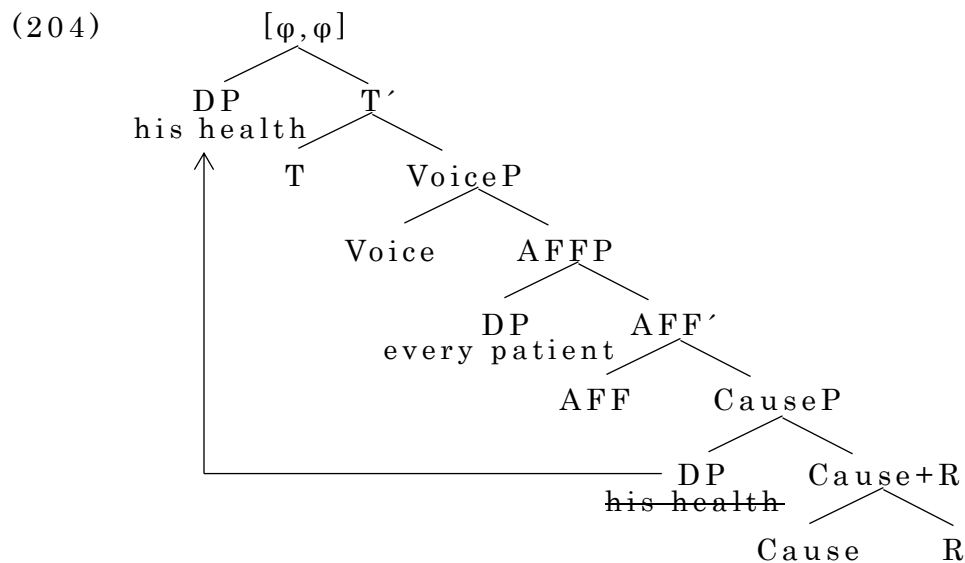 (204) [φ,φ]
DP T´
his health
T VoiceP
Voice AFFP
DP AFF´
every patient
AFF CauseP
DP Cause+R
his health
Cause R